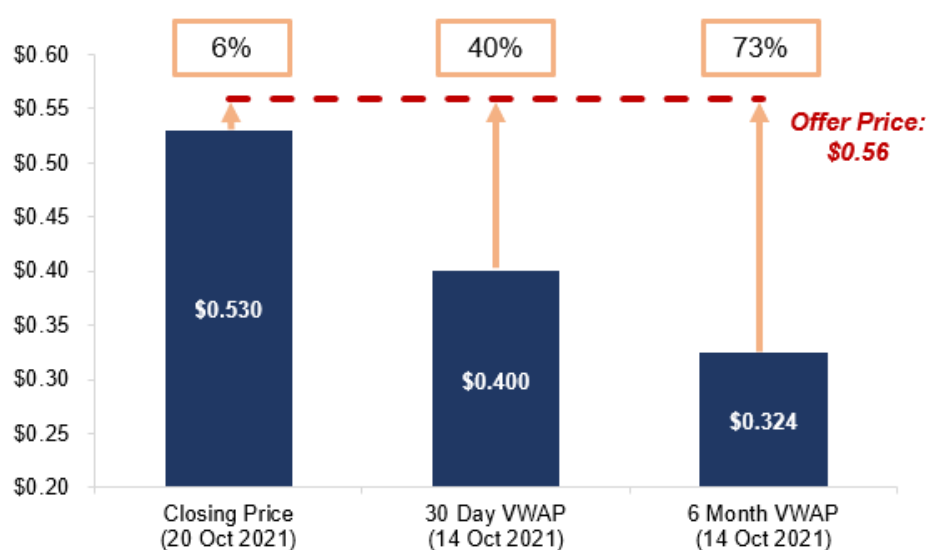 6%
40%
73%
$0.60
$0.55
$0.50
$0.45
$0.40
$0.35
$0.30
$0.25
$0.20
Offer Price:
$0.56
$0.530
$0.400
$0.324
Closing Price
(20 Oct 2021)
30 Day VWAP
(14 Oct 2021)
6 Month VWAP
(14 Oct 2021)